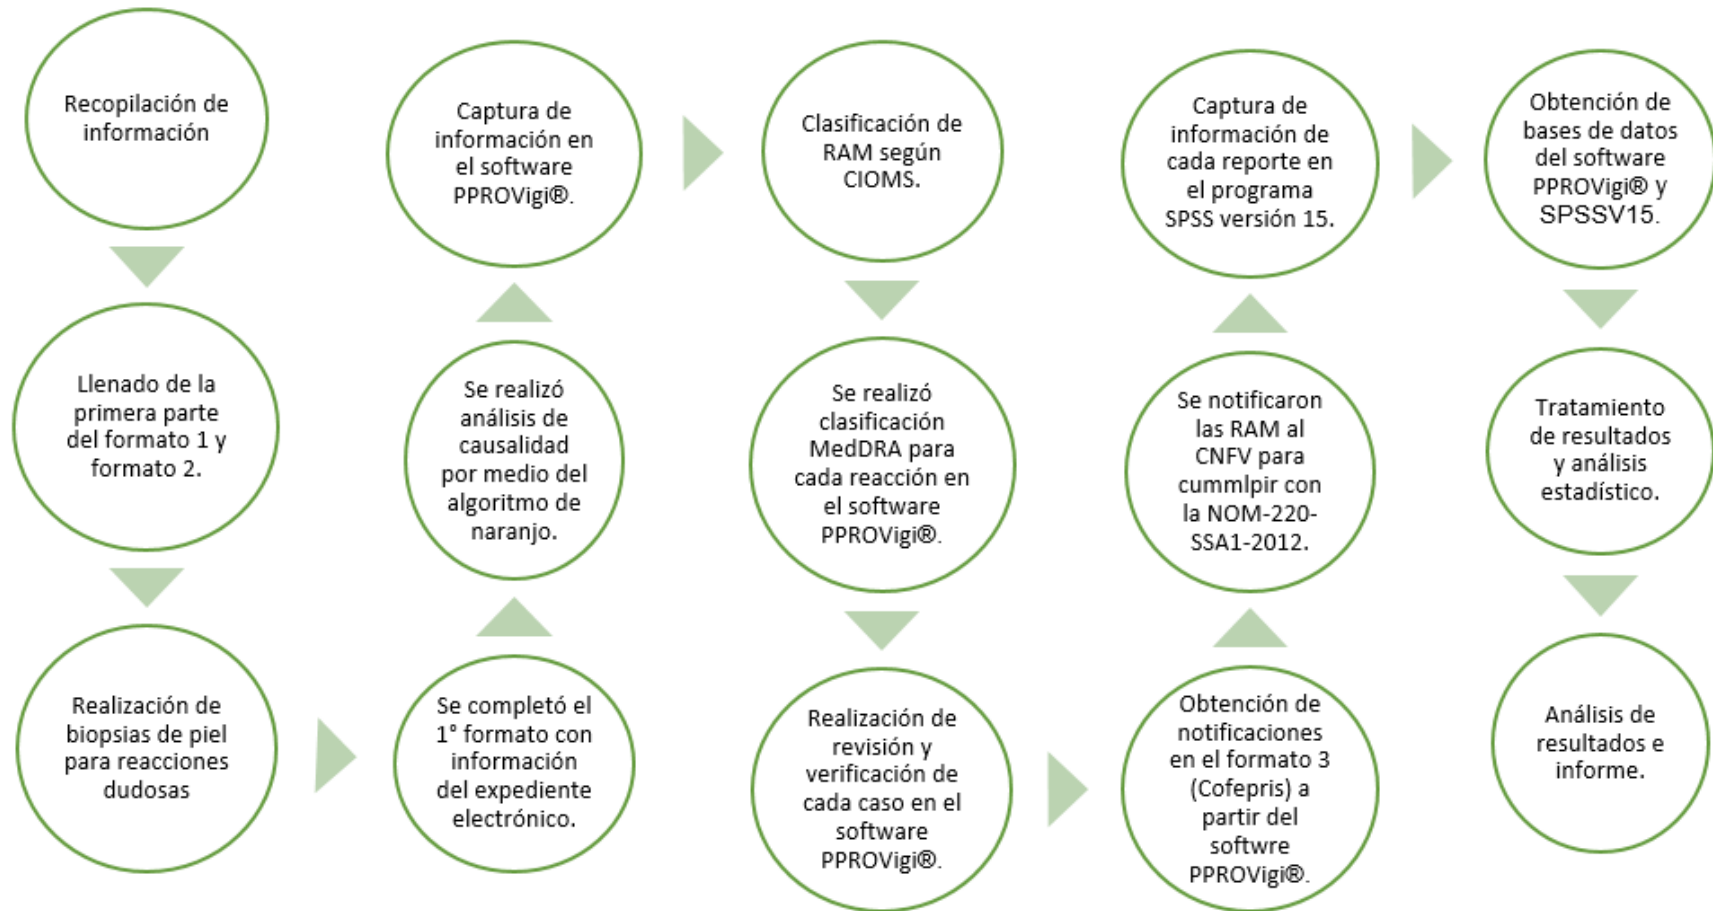 Recopilación de
información
Llenado de la
primera parte
del formato 1 y
formato 2.
Realización de
biopsias de piel
para reacciones
dudosas
Se completó el
1° formato con
información
del expediente
electrónico.
Se realizó
análisis de
causalidad
por medio del
algoritmo de
naranjo.
Captura de
información en
el software
PPROVigi®.
Clasificación de
RAM según
CIOMS.
Se realizó
clasificación
MedDRA para
cada reacción en
el software
PPROVigi®.
Realización de
revisión y
verificación de
cada caso en el
software
PPROVigi®.
Obtención de
notificaciones
en el formato 3
(Cofepris) a
partir del
softwre
PPROVigi®.
Se notificaron
las RAM al
CNFV para
cummlpir con
la NOM-220-
SSA1-2012.
Captura de
información de
cada reporte en
el programa
SPSS versión 15.
Obtención de
bases de datos
del software
PPROVigi® y
SPSSV15.
Tratamiento
de resultados
y análisis
estadístico.
Análisis de
resultados e
informe.